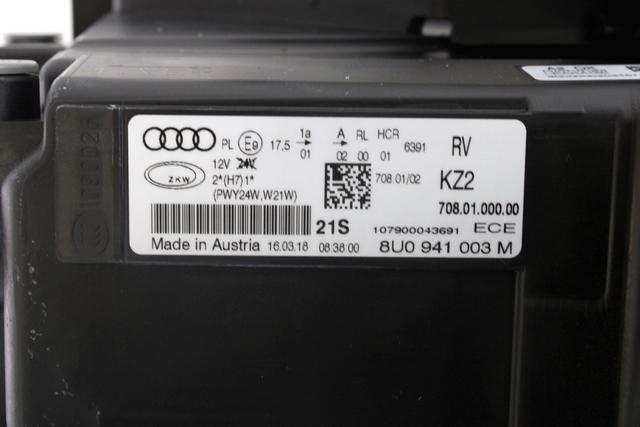 PL E9 17,5 1a 01 A 02 RL 00 HCR 01 6391 RV
12V 24V
ZKW 2*(H7)1* 708.01/02 KZ2
(PWY24W,W21W) 708.01.000.00
21S 107900043691 ECE
Made in Austria 16.03.18 08:38:00 8U0 941 003 M